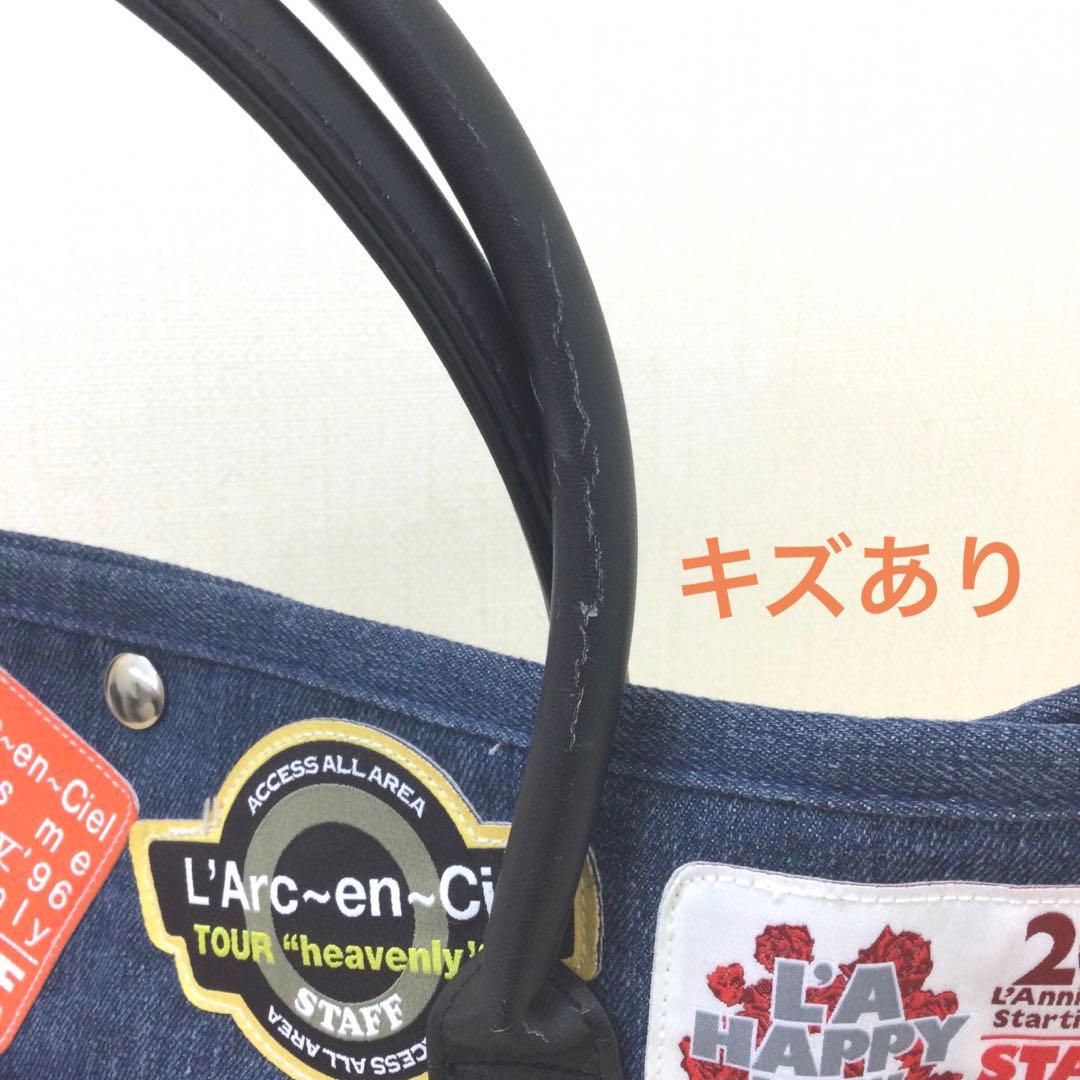 キズあり
~en~Ciel
s me
'96
ly
ACCESS ALL AREA
L'Arc~en~Ci
TOUR "heavenly'
STAFF
ACCESS ALL AREA
L'A
HAPPY
2
L'Anni
Starti
STA